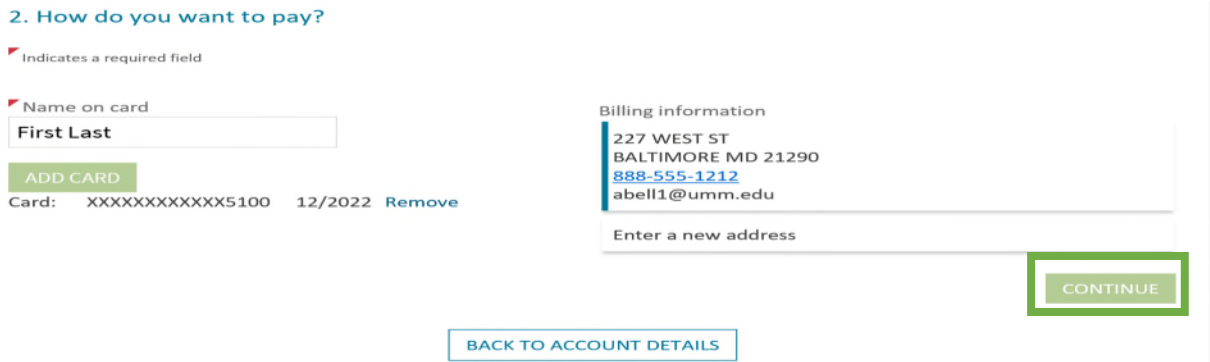 2. How do you want to pay?
Indicates a required field
Name on card
First Last
ADD CARD
Card: XXXXXXXXXXXX5100 12/2022 Remove
Billing information
227 WEST ST
BALTIMORE MD 21290
888-555-1212
abell1@umm.edu
Enter a new address
CONTINUE
BACK TO ACCOUNT DETAILS